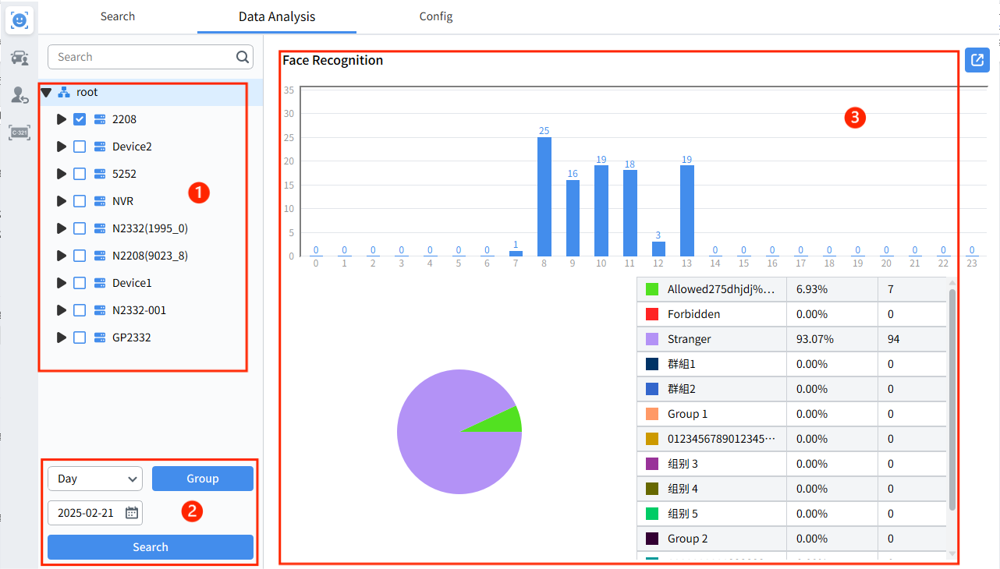 Search Data Analysis Config
Search
root
2208
Device2
5252
NVR
N2332(1995_0)
N2208(9023_8)
Device1
N2332-001
GP2332
1
Day Group
2025-02-21
2
Search
C-321
Face Recognition
3
35
30
25
20
15
10
5
0
0 0 0 0 0 0 0 1 25 16 19 18 3 19 0 0 0 0 0 0 0 0 0 0
0 1 2 3 4 5 6 7 8 9 10 11 12 13 14 15 16 17 18 19 20 21 22 23
Allowed275dhjdj%... 6.93% 7
Forbidden 0.00% 0
Stranger 93.07% 94
群組1 0.00% 0
群組2 0.00% 0
Group 1 0.00% 0
0123456789012345··· 0.00% 0
组别 3 0.00% 0
组别 4 0.00% 0
组别 5 0.00% 0
Group 2 0.00% 0